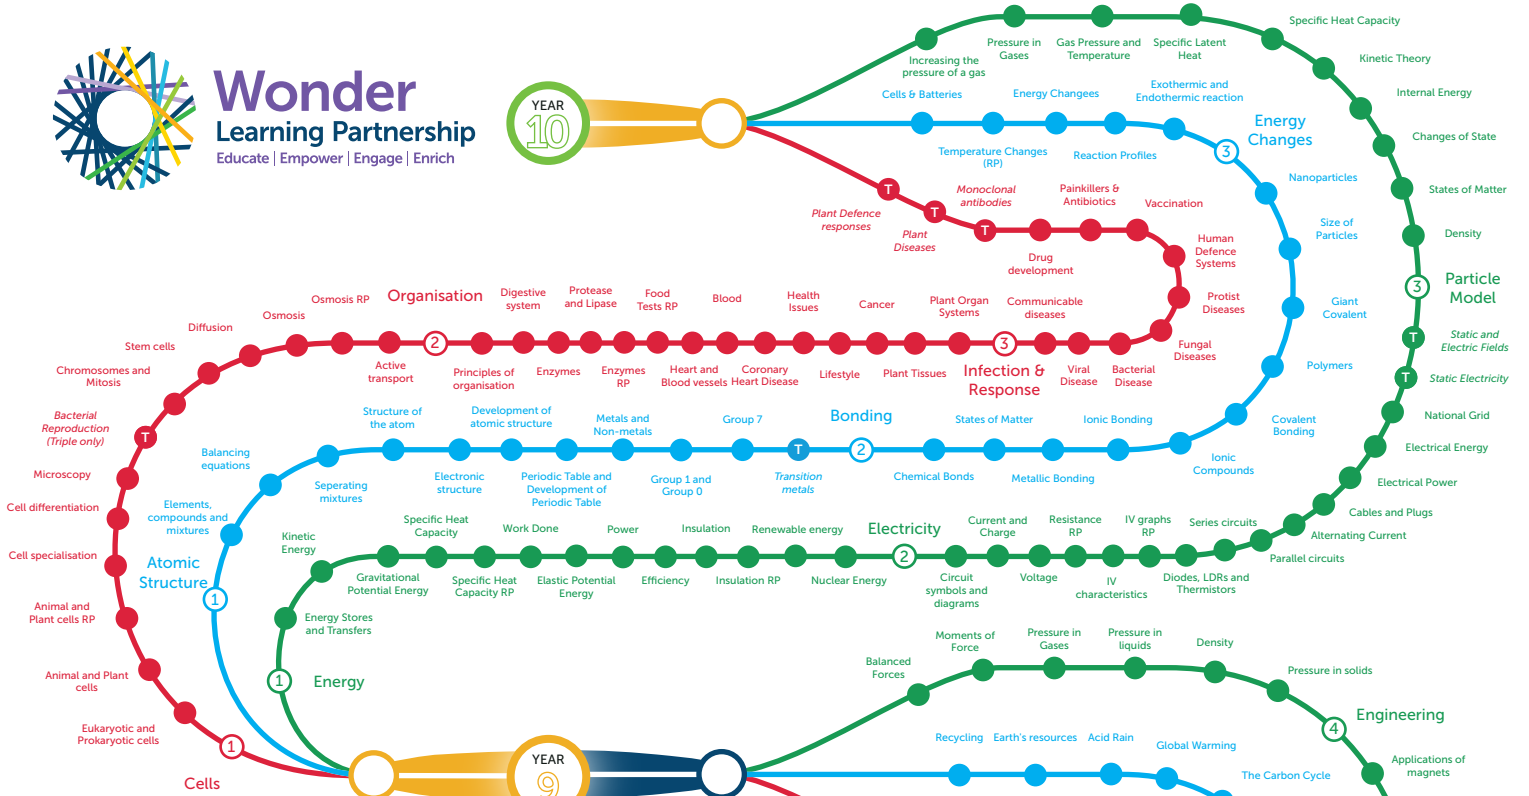 Wonder
Learning Partnership
Educate | Empower | Engage | Enrich
YEAR
10
Increasing the
pressure of a gas
Pressure in
Gases
Gas Pressure and
Temperature
Specific Latent
Heat
Specific Heat Capacity
Kinetic Theory
Internal Energy
Changes of State
States of Matter
Density
3
Particle
Model
T
Static and
Electric Fields
T
Static Electricity
National Grid
Electrical Energy
Electrical Power
Cables and Plugs
Alternating Current
Parallel circuits
Series circuits
Diodes, LDRs and
Thermistors
IV graphs
RP
IV
characteristics
Resistance
RP
Voltage
Current and
Charge
Circuit
symbols and
diagrams
Electricity
2
Nuclear Energy
Renewable energy
Insulation RP
Insulation
Efficiency
Power
Elastic Potential
Energy
Work Done
Specific Heat
Capacity RP
Specific Heat
Capacity
Gravitational
Potential Energy
Kinetic
Energy
Energy Stores
and Transfers
1
Energy
Cells & Batteries
Temperature Changes
(RP)
Energy Changees
Reaction Profiles
Exothermic and
Endothermic reaction
3
Energy
Changes
Nanoparticles
Size of
Particles
Giant
Covalent
Polymers
Covalent
Bonding
Ionic
Compounds
Ionic Bonding
Metallic Bonding
States of Matter
Chemical Bonds
Bonding
2
T
Transition
metals
Group 7
Group 1 and
Group 0
Metals and
Non-metals
Periodic Table and
Development of
Periodic Table
Development of
atomic structure
Electronic
structure
Structure of
the atom
Seperating
mixtures
Balancing
equations
Elements,
compounds and
mixtures
Atomic
Structure
1
T
Plant Defence
responses
T
Plant
Diseases
T
Monoclonal
antibodies
Drug
development
Painkillers &
Antibiotics
Vaccination
Human
Defence
Systems
Protist
Diseases
Fungal
Diseases
Bacterial
Disease
Viral
Disease
Communicable
diseases
3
Infection &
Response
Plant Organ
Systems
Plant Tissues
Cancer
Lifestyle
Health
Issues
Coronary
Heart Disease
Blood
Heart and
Blood vessels
Food
Tests RP
Enzymes
RP
Protease
and Lipase
Enzymes
Digestive
system
Principles of
organisation
Organisation
2
Active
transport
Osmosis RP
Osmosis
Diffusion
Stem cells
Chromosomes and
Mitosis
Bacterial
Reproduction
(Triple only)
T
Microscopy
Cell differentiation
Cell specialisation
Animal and
Plant cells RP
Animal and Plant
cells
Eukaryotic and
Prokaryotic cells
1
Cells
YEAR
9
Balanced
Forces
Moments of
Force
Pressure in
Gases
Pressure in
liquids
Density
Pressure in solids
4
Engineering
Applications of
magnets
Recycling
Earth's resources
Acid Rain
Global Warming
The Carbon Cycle